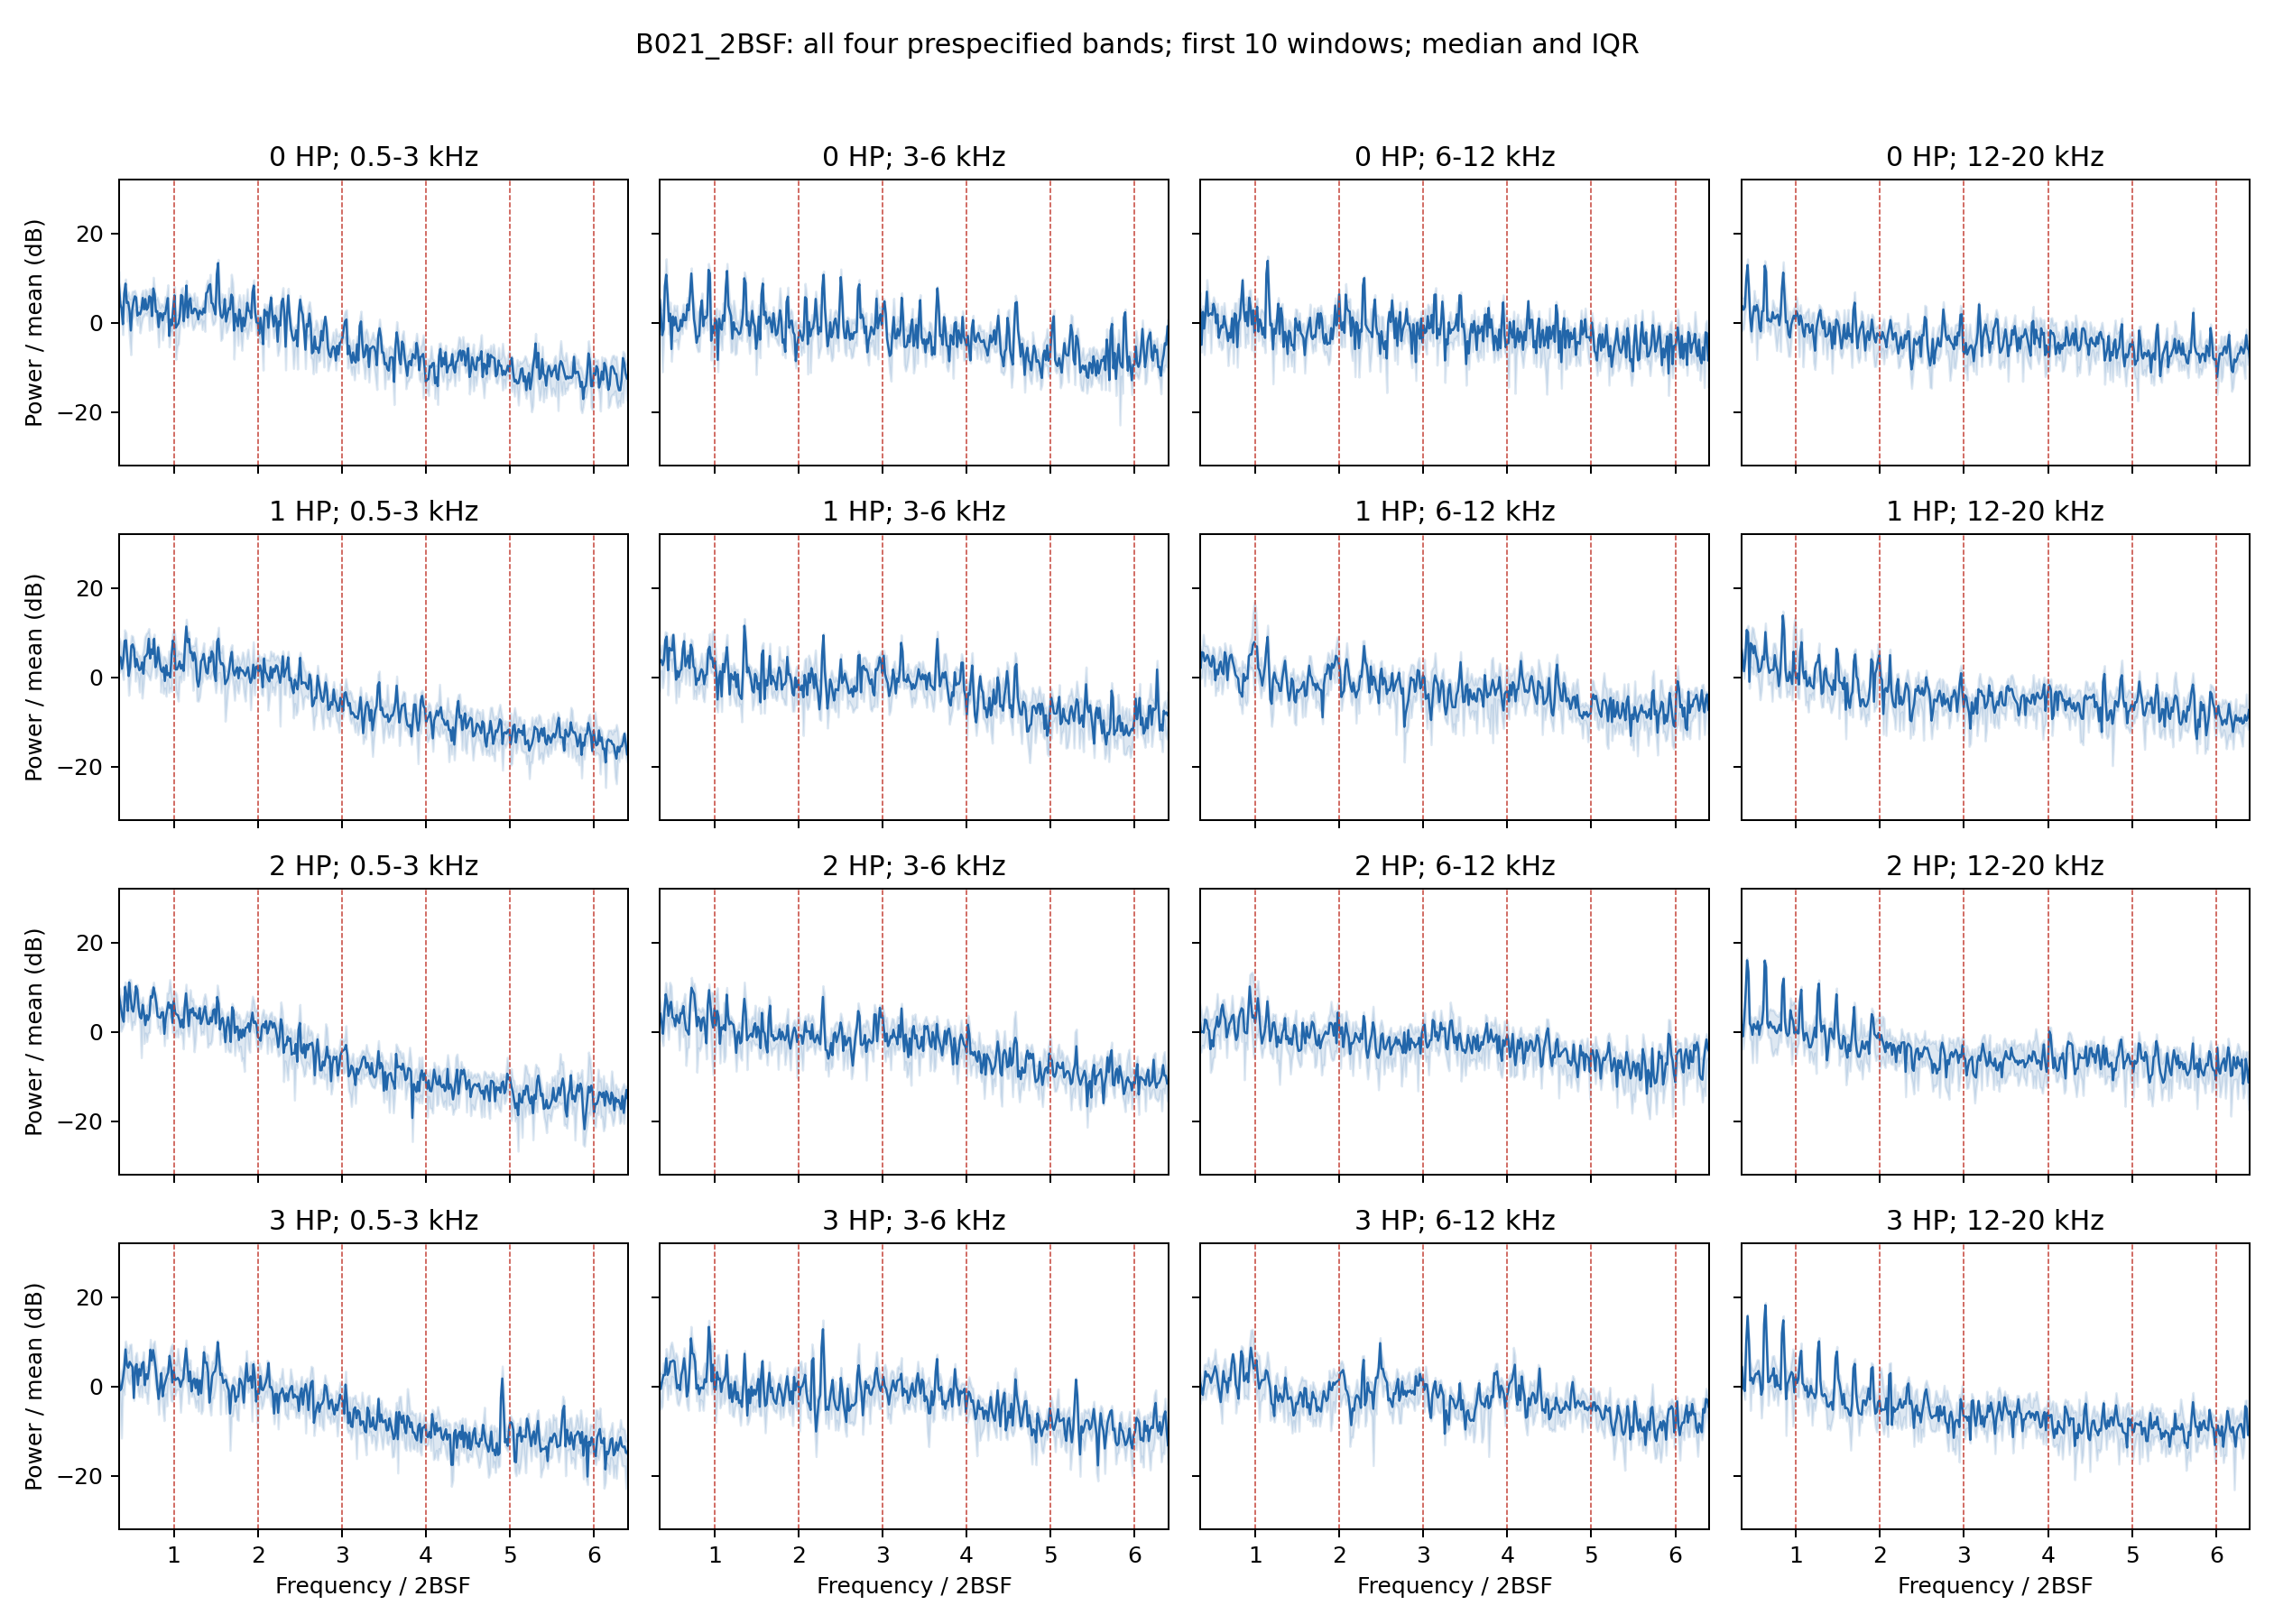 B021_2BSF: all four prespecified bands; first 10 windows; median and IQR
0 HP; 0.5-3 kHz
0 HP; 3-6 kHz
0 HP; 6-12 kHz
0 HP; 12-20 kHz
Power / mean (dB)
20
0
−20
1 HP; 0.5-3 kHz
1 HP; 3-6 kHz
1 HP; 6-12 kHz
1 HP; 12-20 kHz
Power / mean (dB)
20
0
−20
2 HP; 0.5-3 kHz
2 HP; 3-6 kHz
2 HP; 6-12 kHz
2 HP; 12-20 kHz
Power / mean (dB)
20
0
−20
3 HP; 0.5-3 kHz
3 HP; 3-6 kHz
3 HP; 6-12 kHz
3 HP; 12-20 kHz
Power / mean (dB)
20
0
−20
1 2 3 4 5 6
1 2 3 4 5 6
1 2 3 4 5 6
1 2 3 4 5 6
Frequency / 2BSF
Frequency / 2BSF
Frequency / 2BSF
Frequency / 2BSF